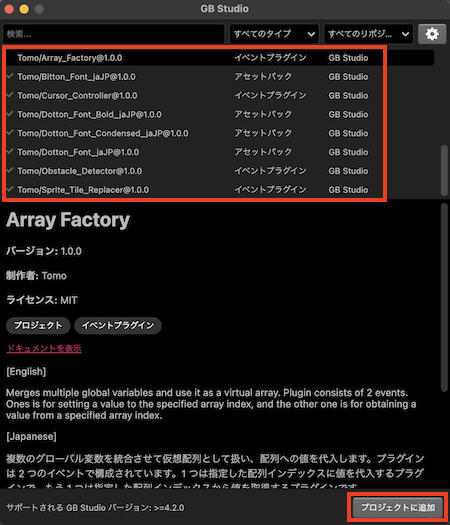 GB Studio
検索...
すべてのタイプ
すべてのリポジ...
Tomo/Array_Factory@1.0.0 イベントプラグイン GB Studio
Tomo/Bitton_Font_jaJP@1.0.0 アセットパック GB Studio
Tomo/Cursor_Controller@1.0.0 イベントプラグイン GB Studio
Tomo/Dotton_Font_Bold_jaJP@1.0.0 アセットパック GB Studio
Tomo/Dotton_Font_Condensed_jaJP@1.0.0 アセットパック GB Studio
Tomo/Dotton_Font_jaJP@1.0.0 アセットパック GB Studio
Tomo/Obstacle_Detector@1.0.0 イベントプラグイン GB Studio
Tomo/Sprite_Tile_Replacer@1.0.0 イベントプラグイン GB Studio
Array Factory
バージョン: 1.0.0
制作者: Tomo
ライセンス: MIT
プロジェクト イベントプラグイン
ドキュメントを表示
[English]
Merges multiple global variables and use it as a virtual array. Plugin consists of 2 events.
Ones is for setting a value to the specified array index, and the other one is for obtaining a
value from a specified array index.
[Japanese]
複数のグローバル変数を統合させて仮想配列として扱い、配列への値を代入します。プラグイン
は 2 つのイベントで構成されています。1 つは指定した配列インデックスに値を代入するプラグ
インで、もう 1 つは指定した配列インデックスから値を取得するプラグインです。
サポートされる GB Studio バージョン: >=4.2.0
プロジェクトに追加